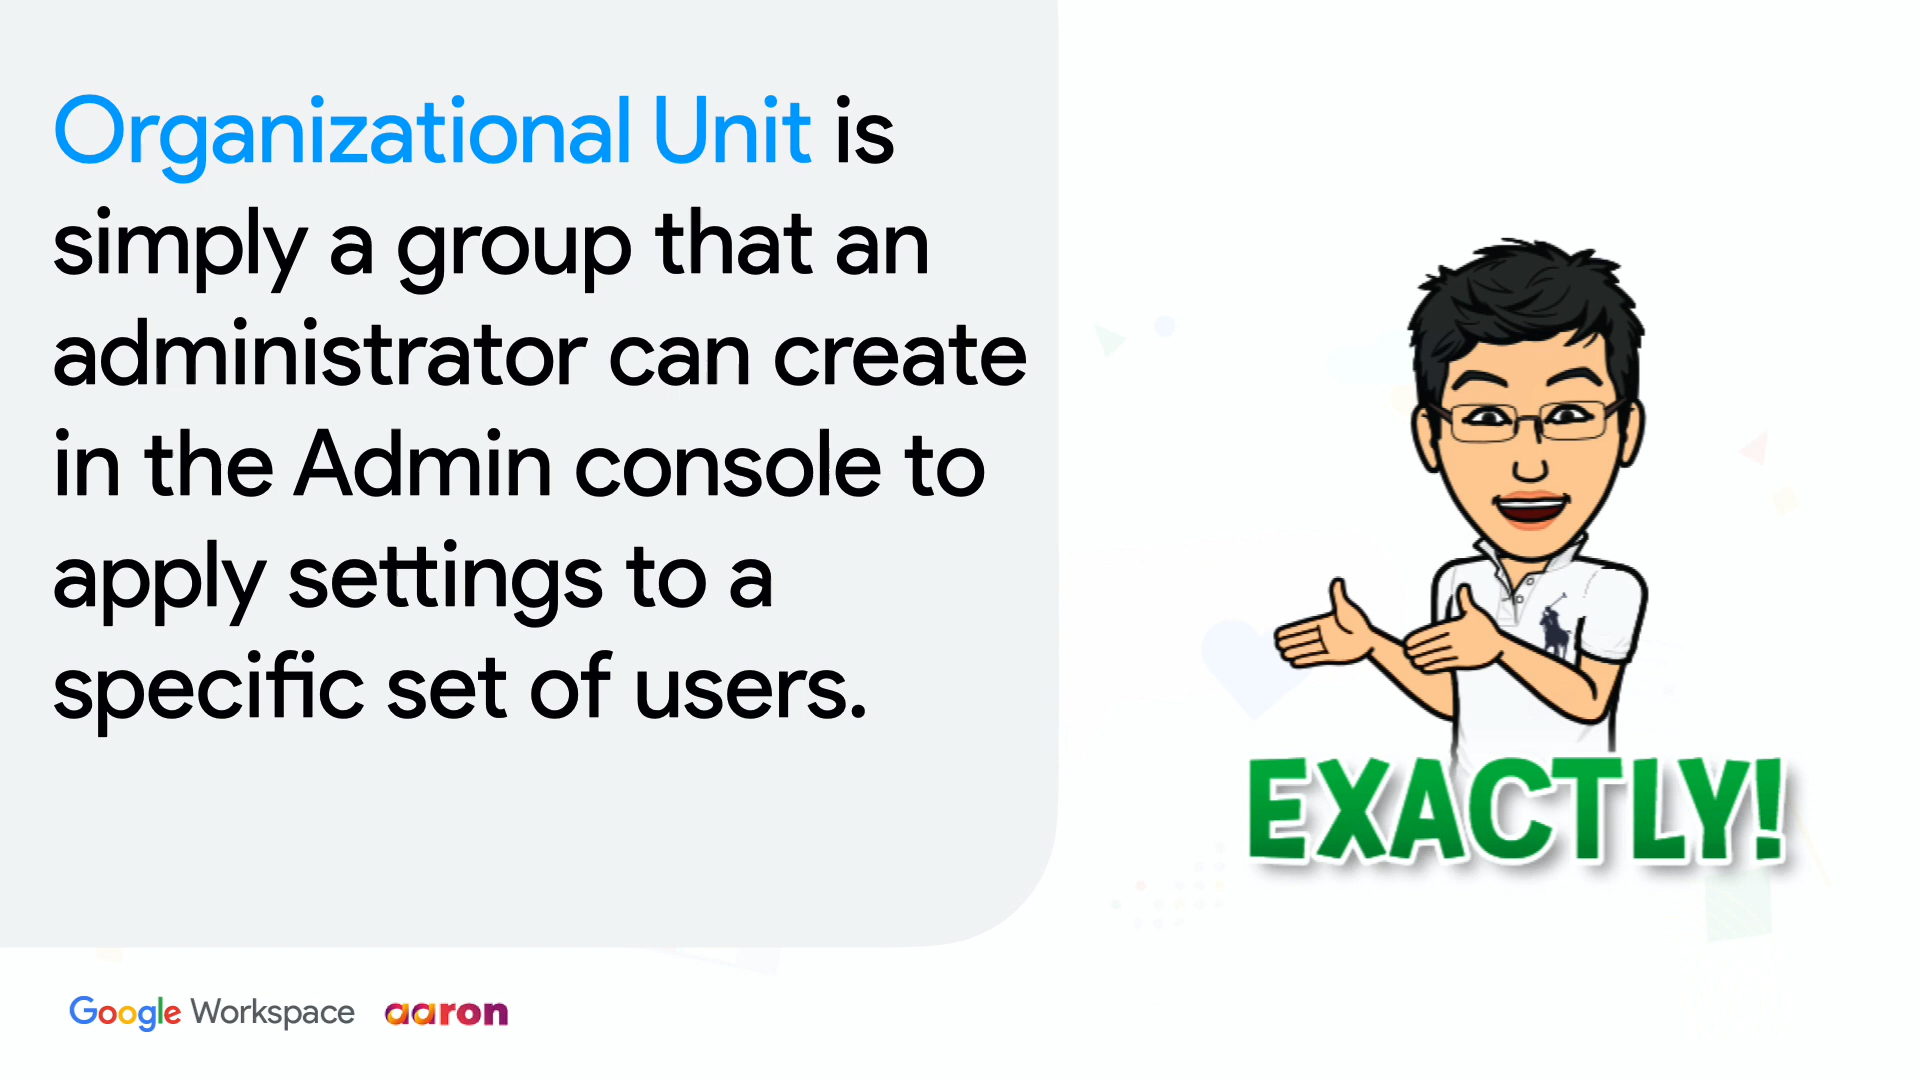 Organizational Unit is
simply a group that an
administrator can create
in the Admin console to
apply settings to a
specific set of users.
EXACTLY!
Google Workspace
aaron